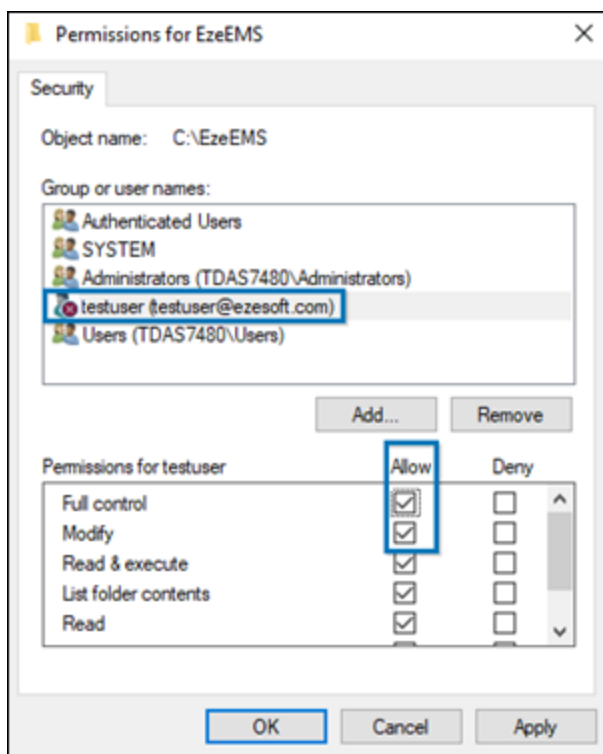 Permissions for EzeEMS
Security
Object name: C:\EzeEMS
Group or user names:
Authenticated Users
SYSTEM
Administrators (TDAS7480\Administrators)
testuser (testuser@ezesoft.com)
Users (TDAS7480\Users)
Add... Remove
Permissions for testuser Allow Deny
Full control
Modify
Read & execute
List folder contents
Read
OK Cancel Apply